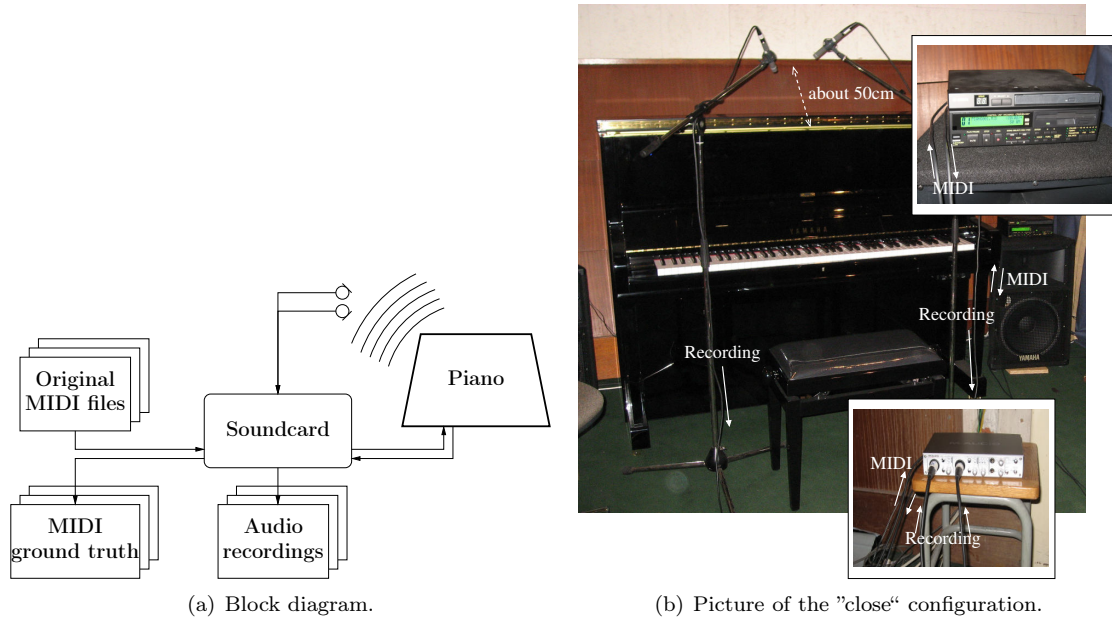 Original
MIDI files
Soundcard
Piano
MIDI
ground truth
Audio
recordings
(a) Block diagram.
about 50cm
MIDI
YAMAHA
MIDI
Recording
Recording
YAMAHA
MIDI
Recording
(b) Picture of the ”close“ configuration.